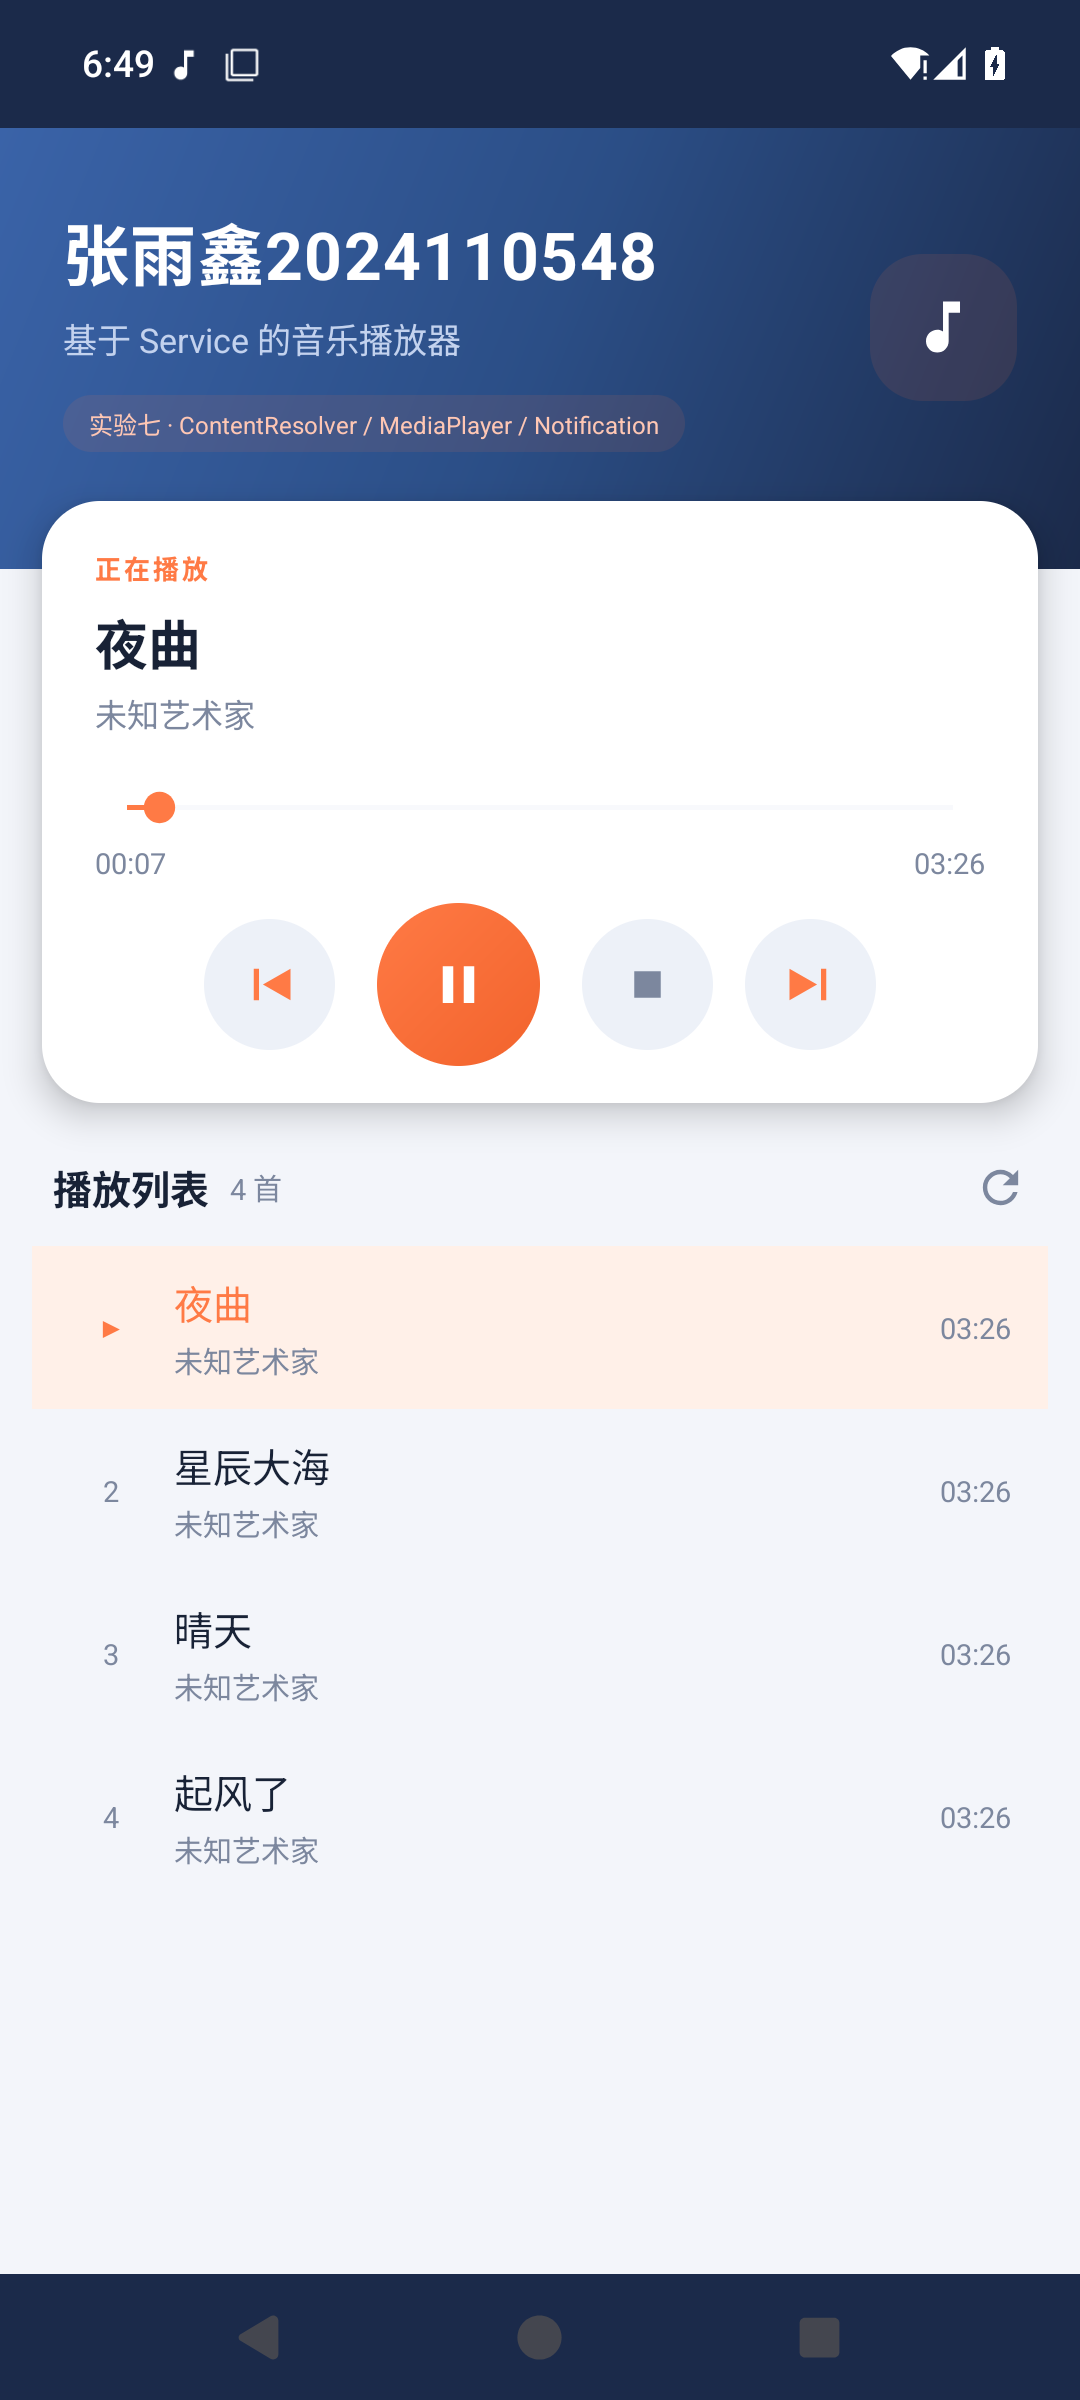 6:49
张雨鑫2024110548
基于 Service 的音乐播放器
实验七 · ContentResolver / MediaPlayer / Notification
正在播放
夜曲
未知艺术家
00:07 03:26
播放列表 4 首
夜曲
未知艺术家
03:26
2
星辰大海
未知艺术家
03:26
3
晴天
未知艺术家
03:26
4
起风了
未知艺术家
03:26